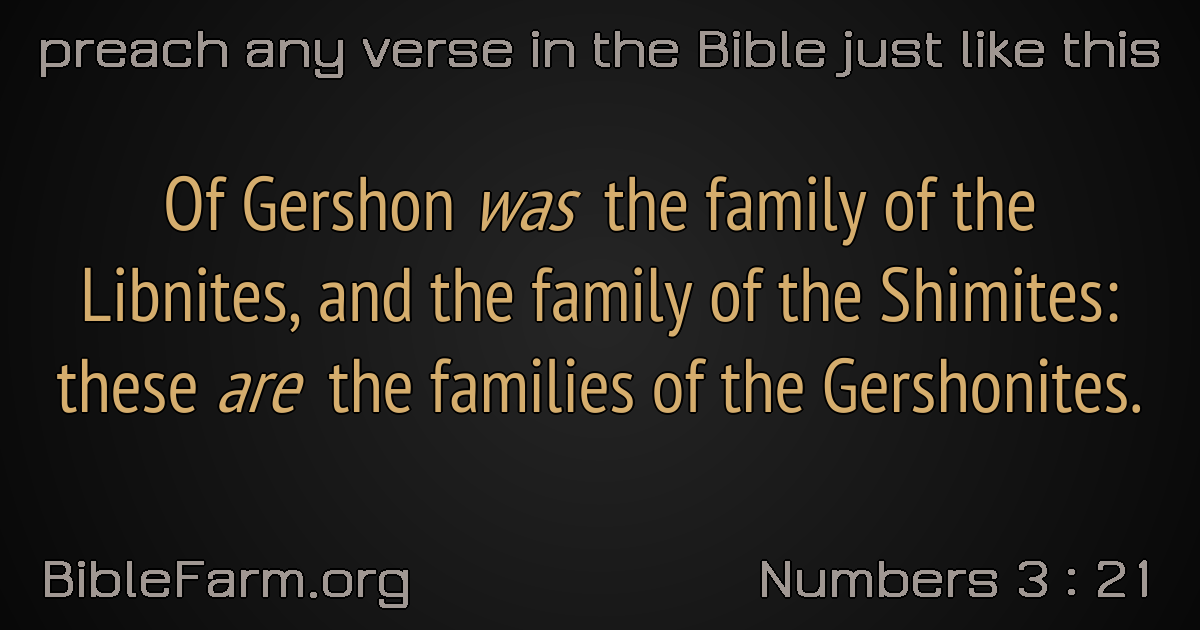 preach any verse in the Bible just like this
Of Gershon was the family of the
Libnites, and the family of the Shimites:
these are the families of the Gershonites.
BibleFarm.org
Numbers 3 : 21